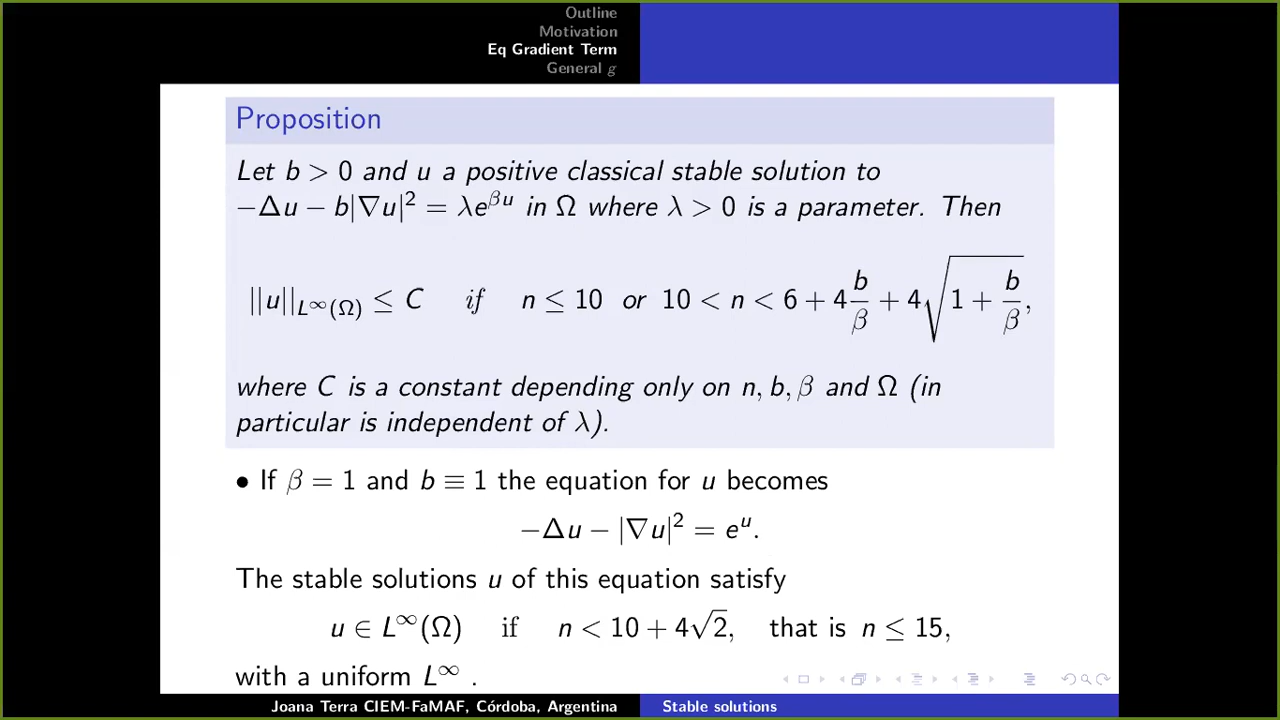 Outline
Motivation
Eq Gradient Term
General g
Proposition
Let b > 0 and u a positive classical stable solution to
−Δu − b|∇u|² = λe^{βu} in Ω where λ > 0 is a parameter. Then
||u||_{L^∞(Ω)} ≤ C if n ≤ 10 or 10 < n < 6 + 4\frac{b}{β} + 4\sqrt{1 + \frac{b}{β}},
where C is a constant depending only on n, b, β and Ω (in
particular is independent of λ).
• If β = 1 and b ≡ 1 the equation for u becomes
−Δu − |∇u|² = e^u.
The stable solutions u of this equation satisfy
u ∈ L^∞(Ω) if n < 10 + 4√2, that is n ≤ 15,
with a uniform L^∞ .
Joana Terra CIEM-FaMAF, Córdoba, Argentina
Stable solutions